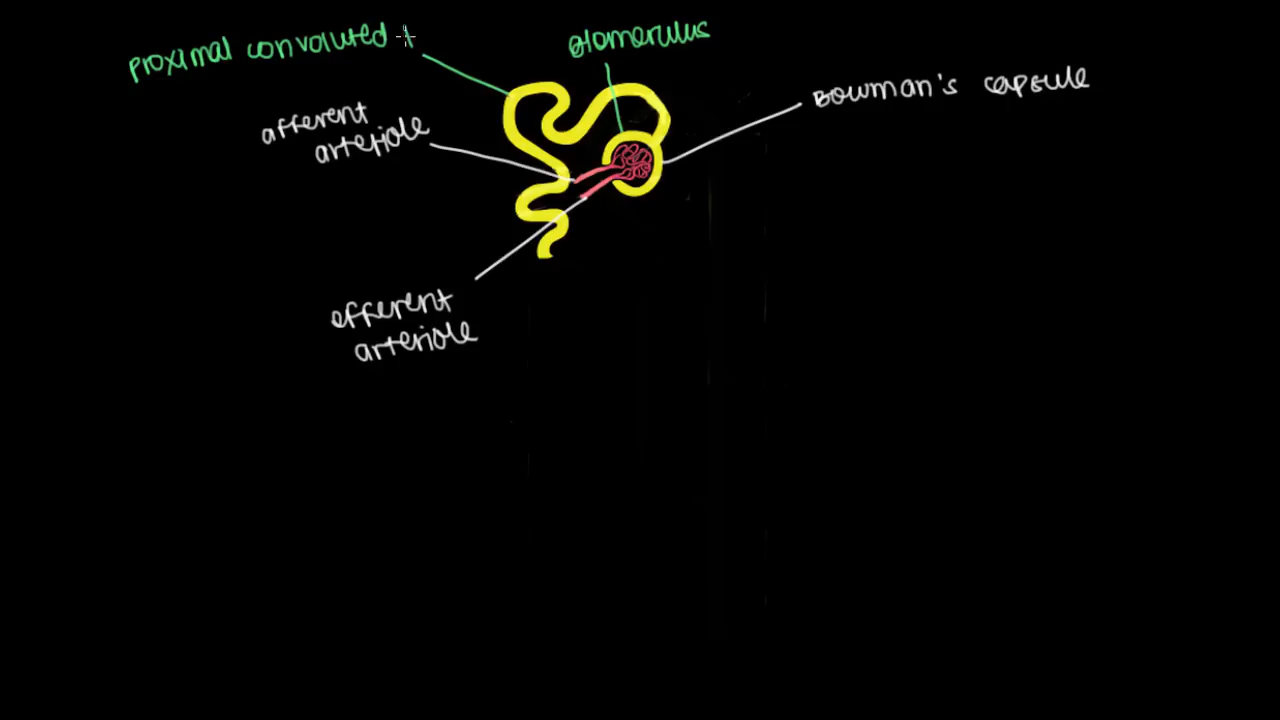 proximal convoluted t
glomerulus
Bowman's capsule
afferent
arteriole
efferent
arteriole